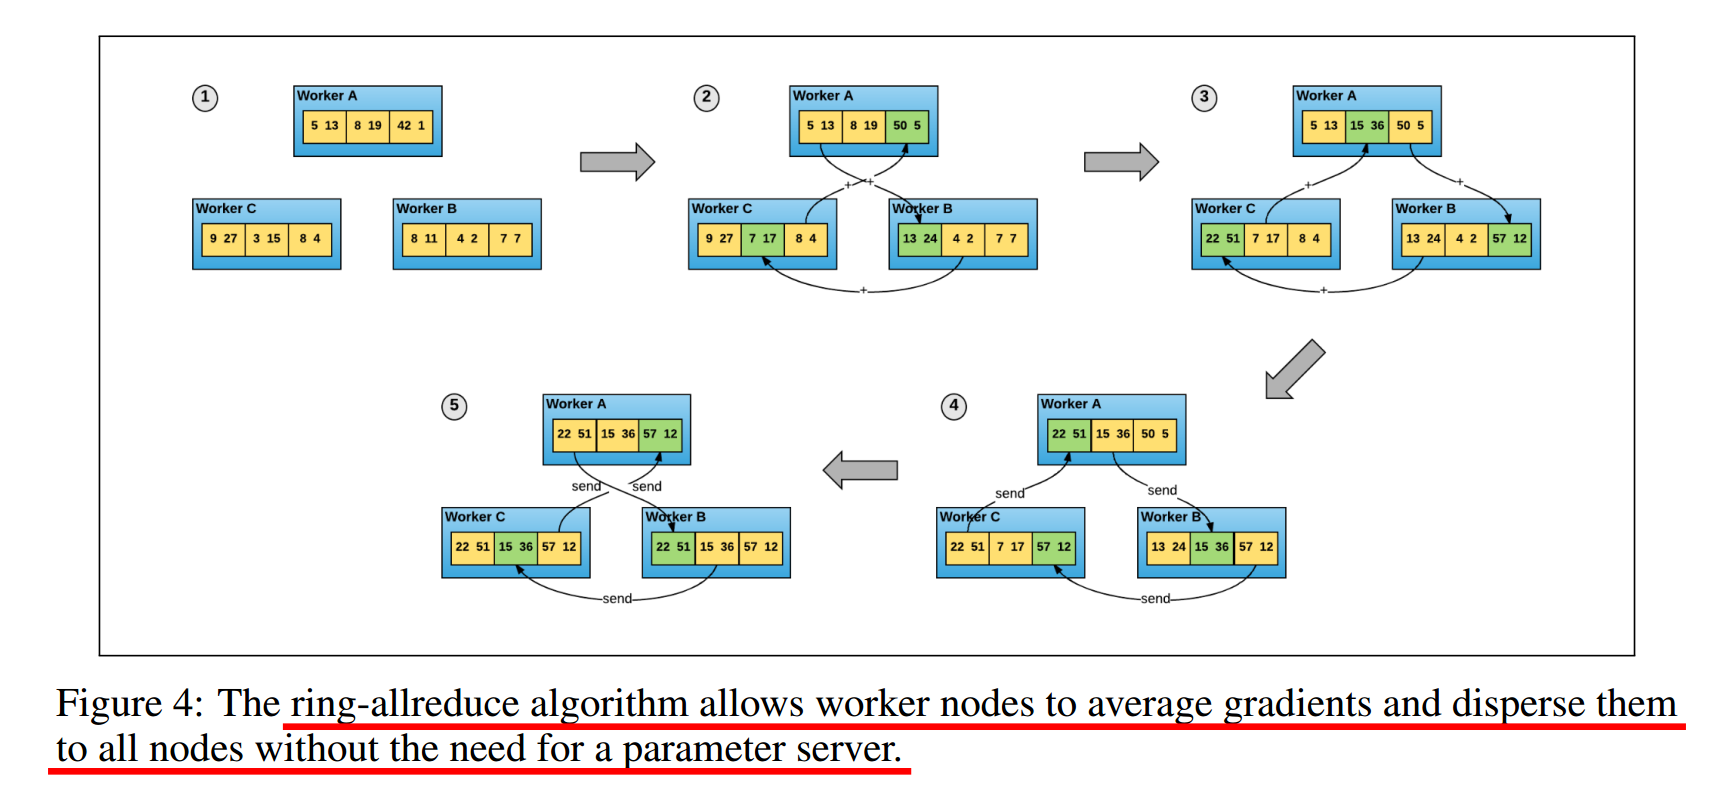 1
Worker A
5 13 8 19 42 1
Worker C
9 27 3 15 8 4
Worker B
8 11 4 2 7 7
2
Worker A
5 13 8 19 50 5
+ +
Worker C
9 27 7 17 8 4
Worker B
13 24 4 2 7 7
+
3
Worker A
5 13 15 36 50 5
+ +
Worker C
22 51 7 17 8 4
Worker B
13 24 4 2 57 12
+
4
Worker A
22 51 15 36 50 5
send send
Worker C
22 51 7 17 57 12
Worker B
13 24 15 36 57 12
send
5
Worker A
22 51 15 36 57 12
send send
Worker C
22 51 15 36 57 12
Worker B
22 51 15 36 57 12
send
Figure 4: The ring-allreduce algorithm allows worker nodes to average gradients and disperse them
to all nodes without the need for a parameter server.